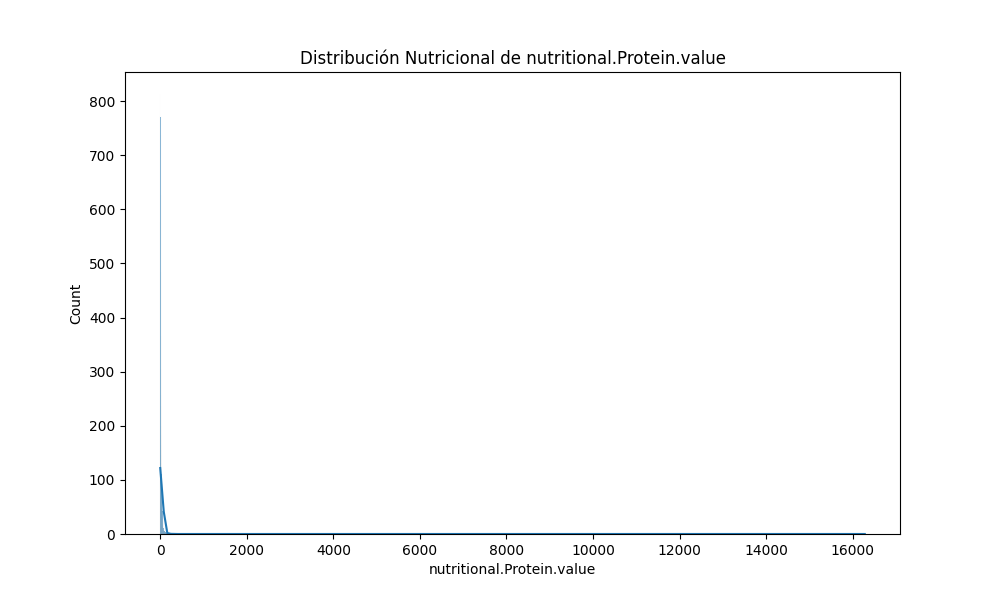 Distribución Nutricional de nutritional.Protein.value
800
700
600
500
400
300
200
100
0
Count
0 2000 4000 6000 8000 10000 12000 14000 16000
nutritional.Protein.value